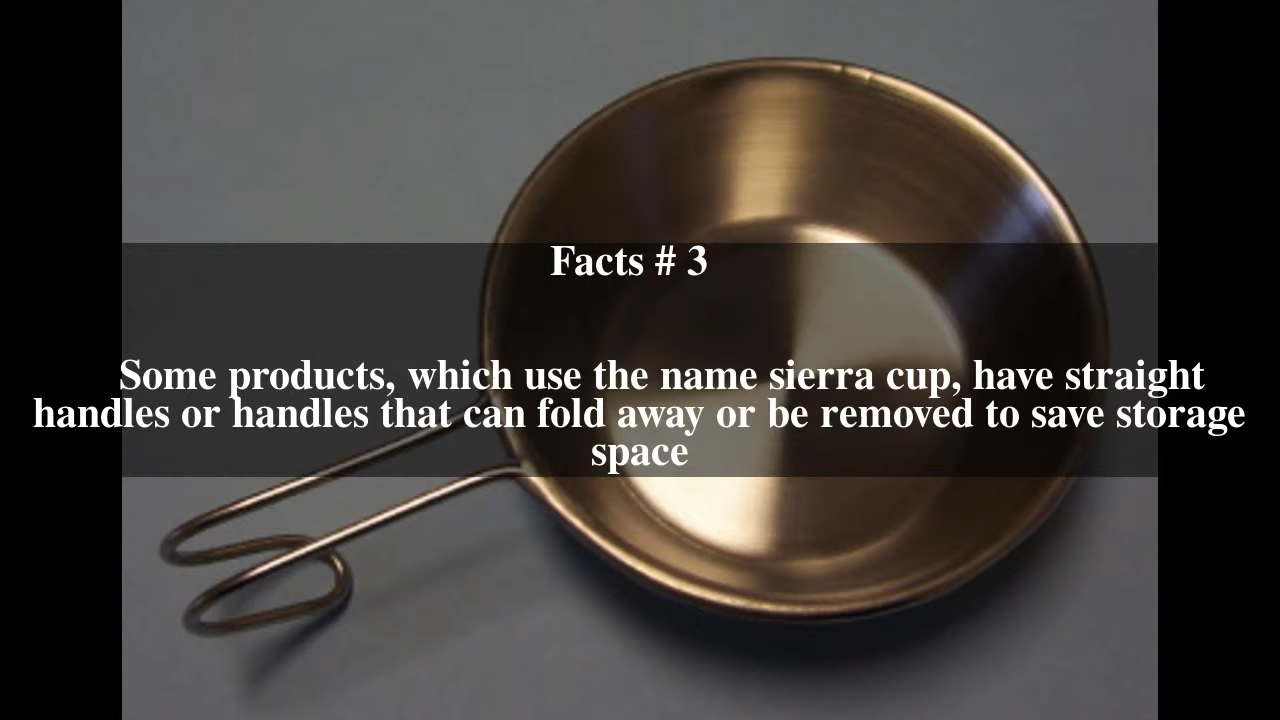 Facts # 3
Some products, which use the name sierra cup, have straight
handles or handles that can fold away or be removed to save storage
space